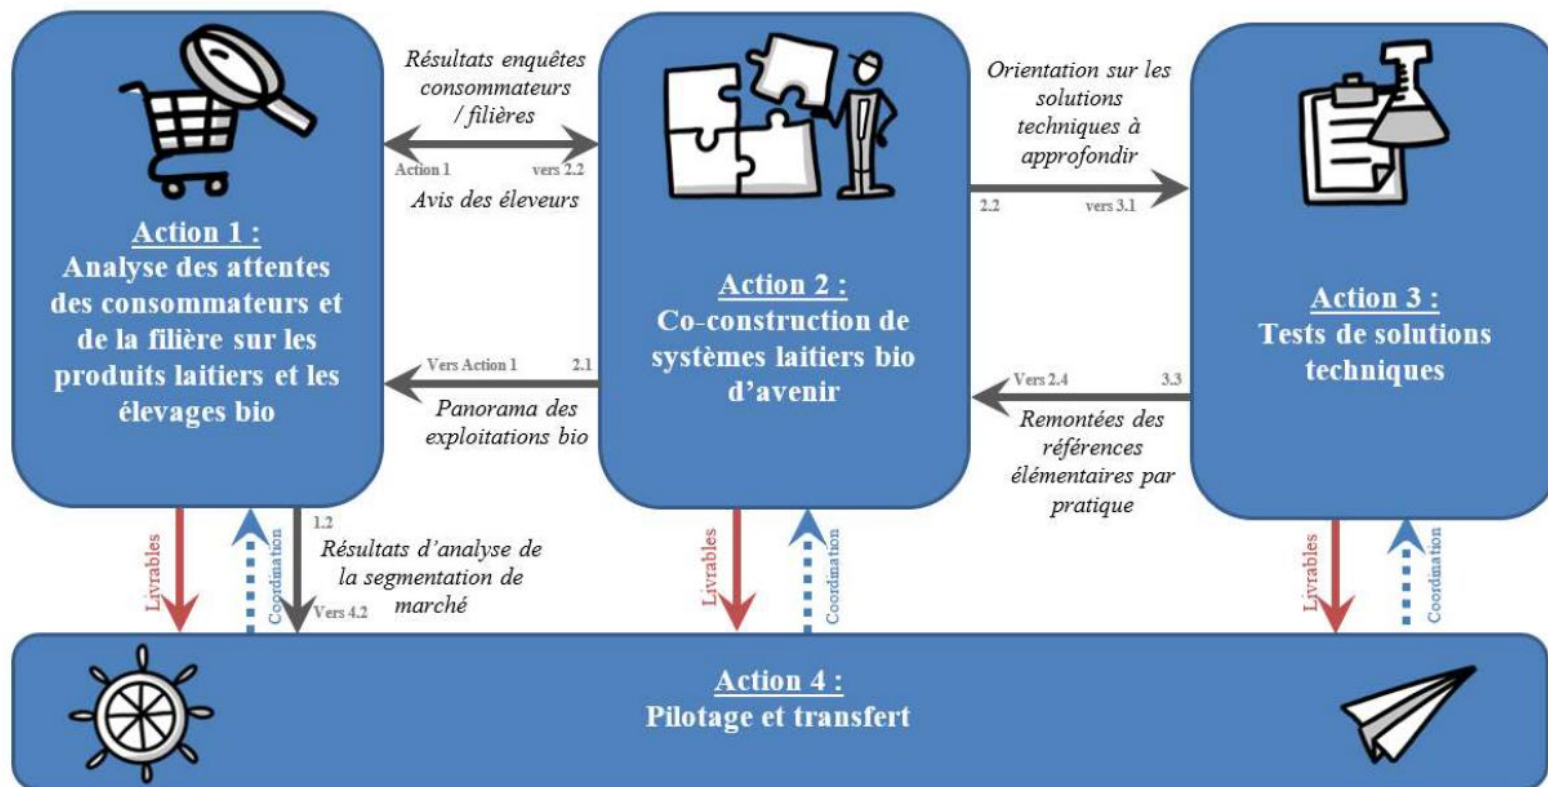 Action 1 :
Analyse des attentes
des consommateurs et
de la filière sur les
produits laitiers et les
élevages bio
Résultats enquêtes
consommateurs
/ filières
Action 1
vers 2.2
Avis des éleveurs
Vers Action 1
2.1
Panorama des
exploitations bio
Action 2 :
Co-construction de
systèmes laitiers bio
d’avenir
Orientation sur les
solutions
techniques à
approfondir
2.2
vers 3.1
Vers 2.4
3.3
Remontées des
références
élémentaires par
pratique
Action 3 :
Tests de solutions
techniques
Livrables
Coordination
1.2
Résultats d’analyse de
la segmentation de
marché
Vers 4.2
Livrables
Coordination
Livrables
Coordination
Action 4 :
Pilotage et transfert